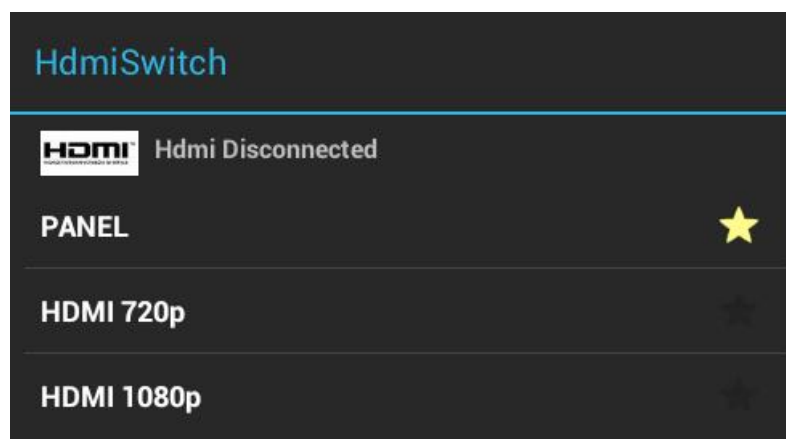 HdmiSwitch
HDMI Hdmi Disconnected
PANEL
HDMI 720p
HDMI 1080p